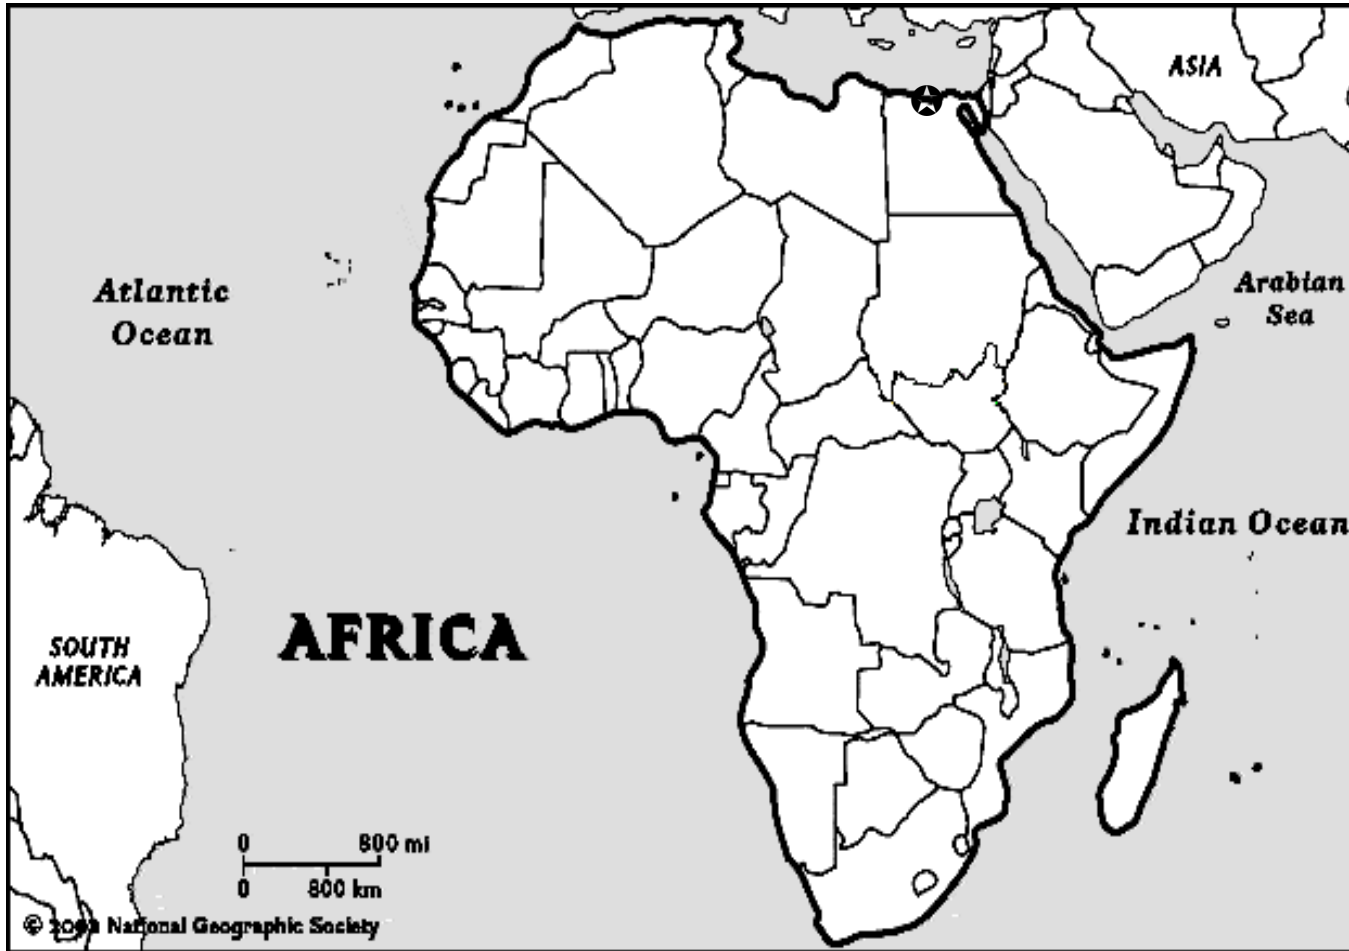 ASIA
Atlantic
Ocean
Arabian
Sea
Indian Ocean
AFRICA
SOUTH
AMERICA
0 800 mi
0 800 km
© National Geographic Society